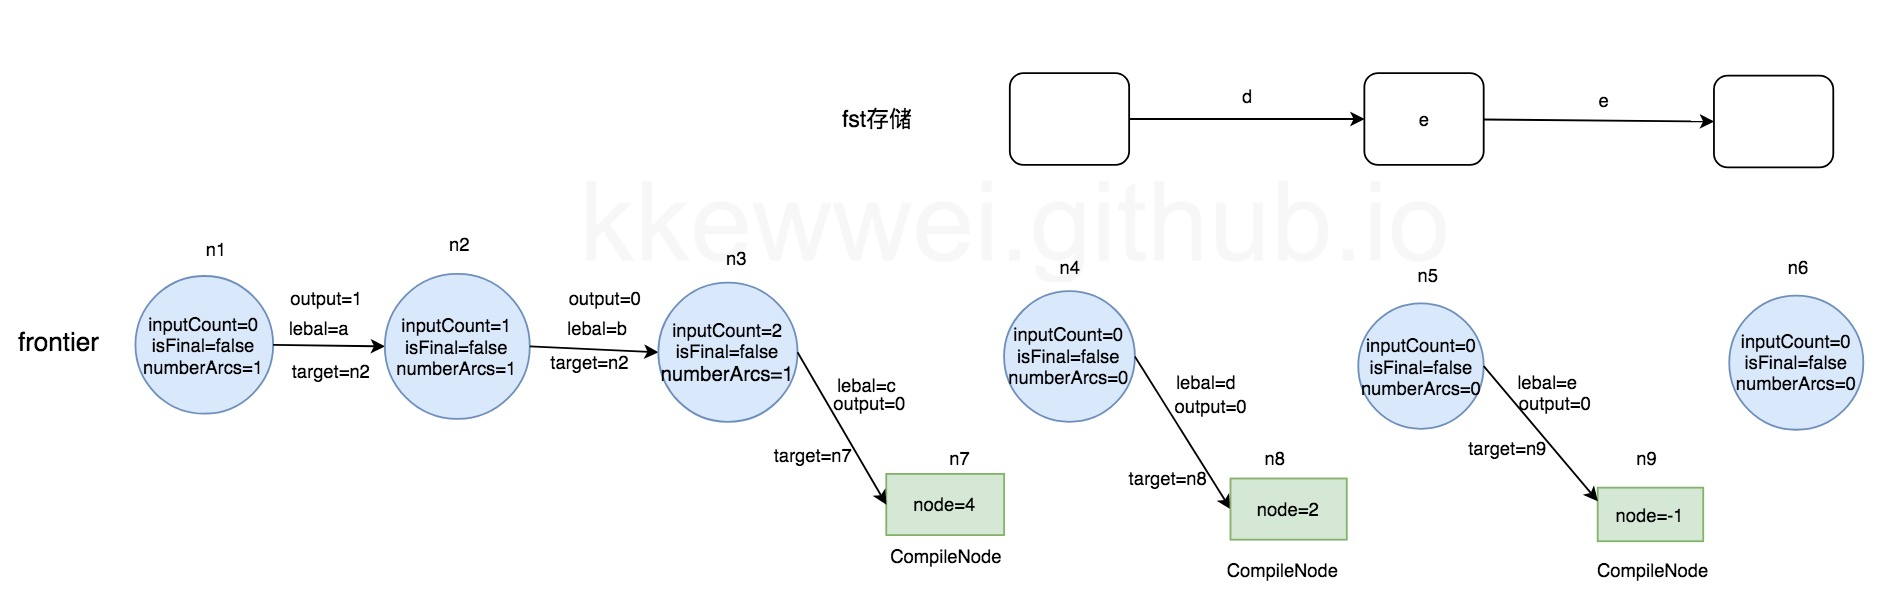 d
e
fst存储
e
kkewwei.github.io
n1
n2
n3
n4
n5
n6
frontier
inputCount=0
isFinal=false
numberArcs=1
output=1
lebal=a
target=n2
inputCount=1
isFinal=false
numberArcs=1
output=0
lebal=b
target=n2
inputCount=2
isFinal=false
numberArcs=1
lebal=c
output=0
target=n7
n7
node=4
CompileNode
inputCount=0
isFinal=false
numberArcs=0
lebal=d
output=0
target=n8
n8
node=2
CompileNode
inputCount=0
isFinal=false
numberArcs=0
lebal=e
output=0
target=n9
n9
node=-1
CompileNode
inputCount=0
isFinal=false
numberArcs=0